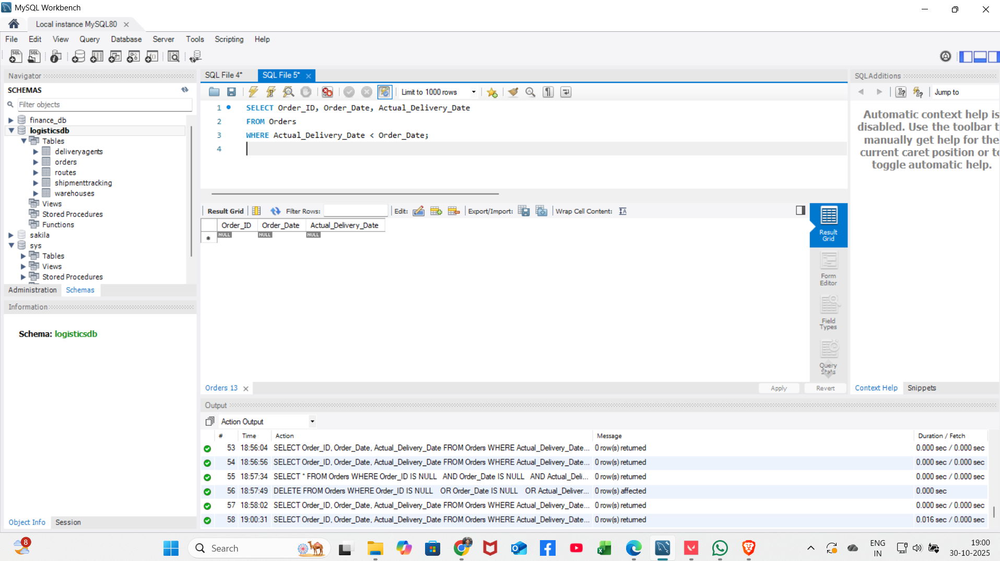 MySQL Workbench
Local instance MySQL80
File Edit View Query Database Server Tools Scripting Help
Navigator
SCHEMAS
Filter objects
finance_db
logisticsdb
Tables
deliveryagents
orders
routes
shipmenttracking
warehouses
Views
Stored Procedures
Functions
sakila
sys
Tables
Views
Stored Procedures
Administration Schemas
Information
Schema: logisticsdb
Object Info Session
SQL File 4* SQL File 5*
Limit to 1000 rows
1 SELECT Order_ID, Order_Date, Actual_Delivery_Date
2 FROM Orders
3 WHERE Actual_Delivery_Date < Order_Date;
4
Result Grid Filter Rows: Edit: Export/Import: Wrap Cell Content:
Order_ID Order_Date Actual_Delivery_Date
NULL NULL NULL
Result Grid
Form Editor
Field Types
Query Stats
Orders 13 Apply Revert
SQLAdditions
Jump to
Automatic context help is
disabled. Use the toolbar t
manually get help for the
current caret position or to
toggle automatic help.
Context Help Snippets
Output
Action Output
# Time Action Message Duration / Fetch
53 18:56:04 SELECT Order_ID, Order_Date, Actual_Delivery_Date FROM Orders WHERE Actual_Delivery_Date... 0 row(s) returned 0.000 sec / 0.000 sec
54 18:56:56 SELECT Order_ID, Order_Date, Actual_Delivery_Date FROM Orders WHERE Actual_Delivery_Date... 0 row(s) returned 0.000 sec / 0.000 sec
55 18:57:34 SELECT * FROM Orders WHERE Order_ID IS NULL AND Order_Date IS NULL AND Actual_Deli... 0 row(s) returned 0.000 sec / 0.000 sec
56 18:57:49 DELETE FROM Orders WHERE Order_ID IS NULL OR Order_Date IS NULL OR Actual_Deliver... 0 row(s) affected 0.000 sec
57 18:58:02 SELECT Order_ID, Order_Date, Actual_Delivery_Date FROM Orders WHERE Actual_Delivery_Date... 0 row(s) returned 0.000 sec / 0.000 sec
58 19:00:31 SELECT Order_ID, Order_Date, Actual_Delivery_Date FROM Orders WHERE Actual_Delivery_Date... 0 row(s) returned 0.016 sec / 0.000 sec
8
Search
ENG
IN
19:00
30-10-2025